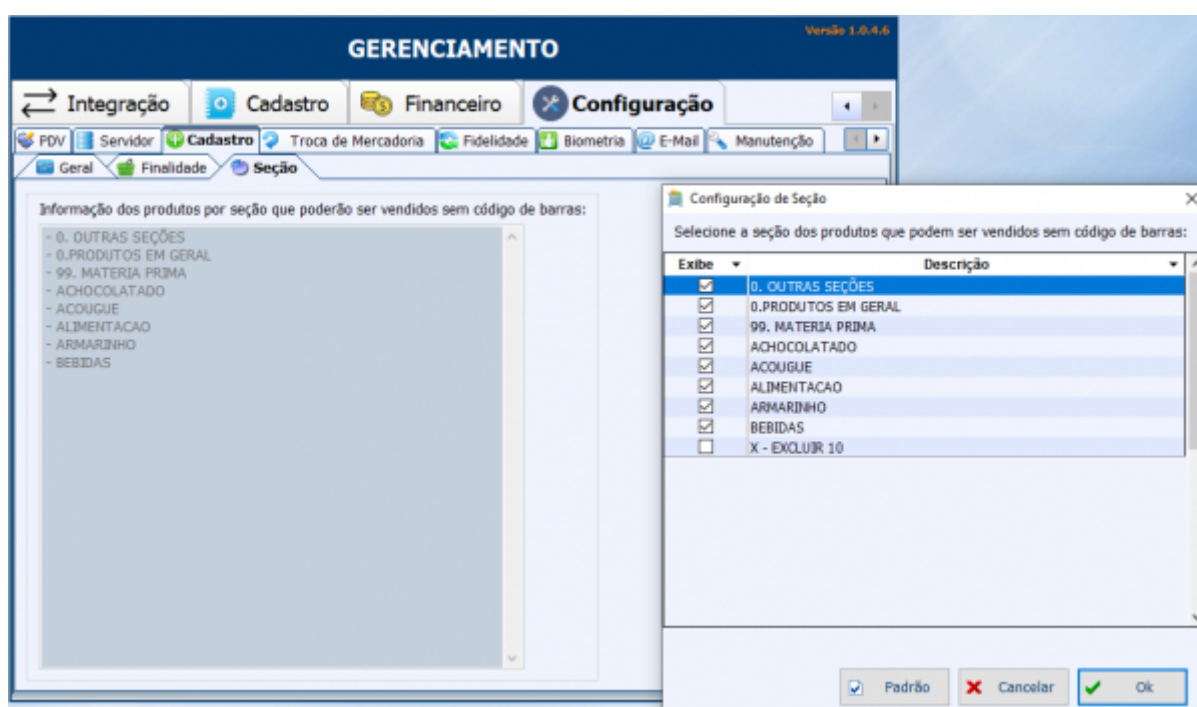 GERENCIAMENTO
Versão 1.0.4.6
Integração Cadastro Financeiro Configuração
PDV Servidor Cadastro Troca de Mercadoria Fidelidade Biometria E-Mail Manutenção
Geral Finalidade Seção
Informação dos produtos por seção que poderão ser vendidos sem código de barras:
- 0. OUTRAS SEÇÕES
- 0.PRODUTOS EM GERAL
- 99. MATERIA PRIMA
- ACHOCOLATADO
- ACOUGUE
- ALIMENTACAO
- ARMARINHO
- BEBIDAS
Configuração de Seção
Selecione a seção dos produtos que podem ser vendidos sem código de barras:
Exibe Descrição
0. OUTRAS SEÇÕES
0.PRODUTOS EM GERAL
99. MATERIA PRIMA
ACHOCOLATADO
ACOUGUE
ALIMENTACAO
ARMARINHO
BEBIDAS
X - EXCLUIR 10
Padrão Cancelar Ok